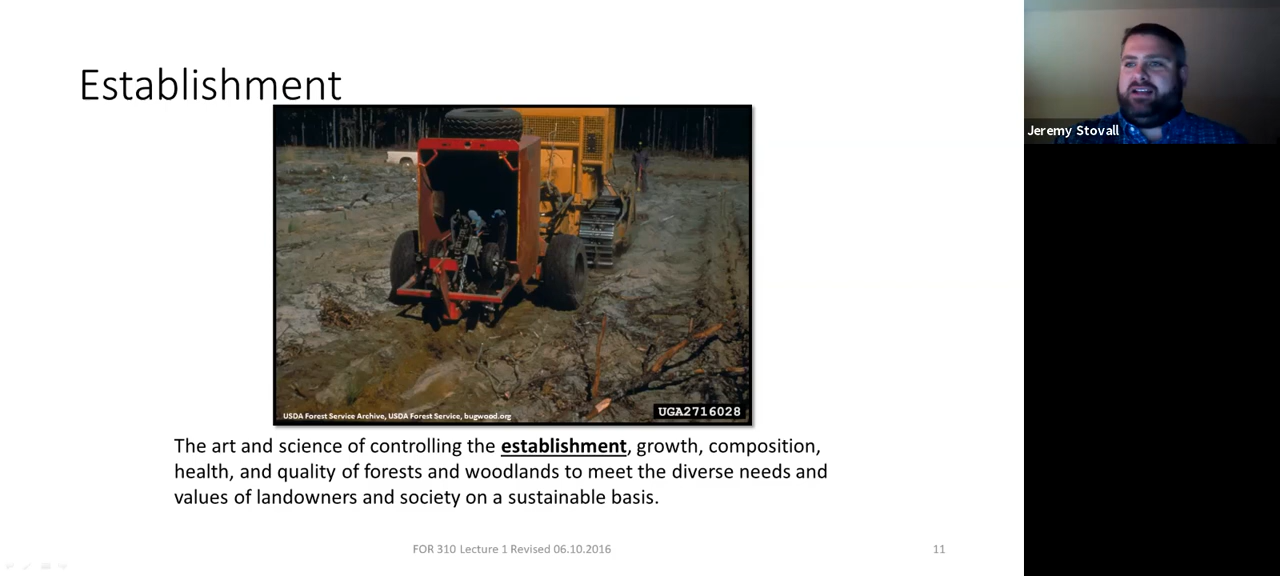 Establishment
Jeremy Stovall
USDA Forest Service Archive, USDA Forest Service, bugwood.org
UGA2716028
The art and science of controlling the establishment, growth, composition,
health, and quality of forests and woodlands to meet the diverse needs and
values of landowners and society on a sustainable basis.
FOR 310 Lecture 1 Revised 06.10.2016
11